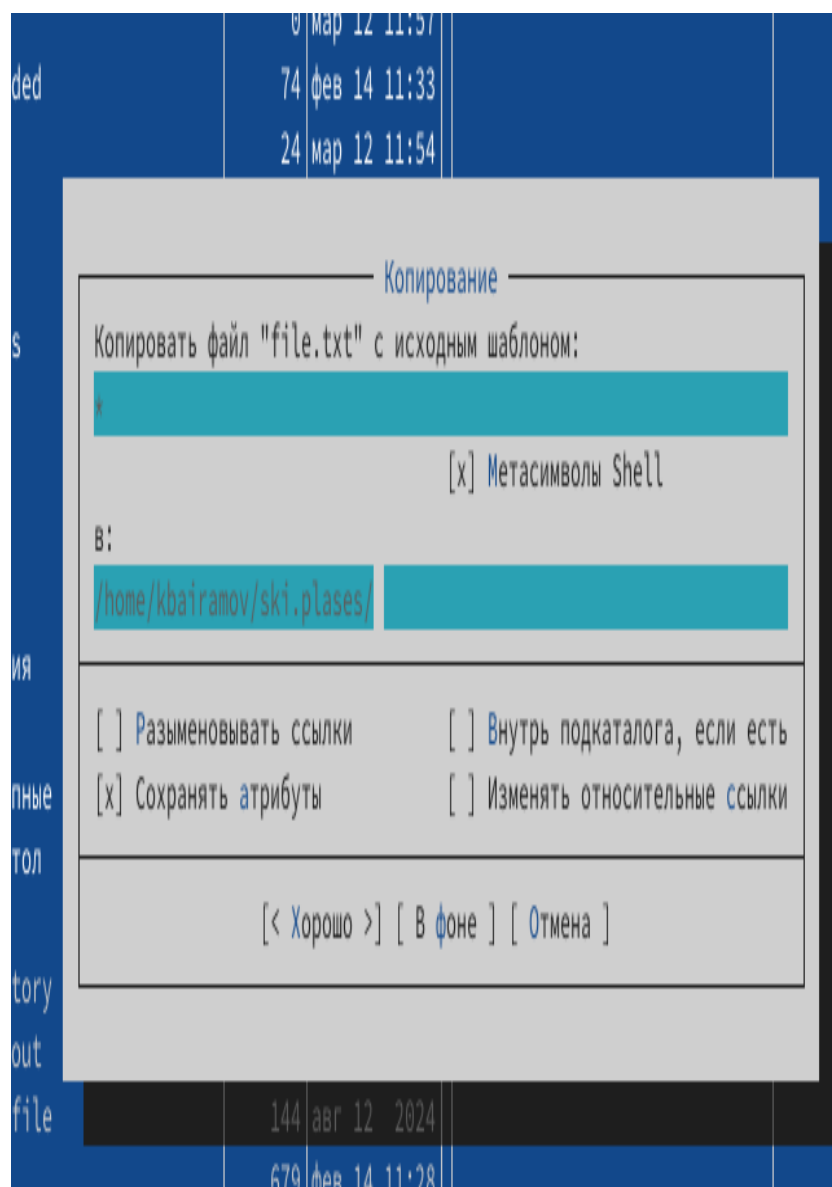 0 мар 12 11:57
ded 74 фев 14 11:33
24 мар 12 11:54
Копирование
s
Копировать файл "file.txt" с исходным шаблоном:
*
[x] Метасимволы Shell
в:
/home/kbairamov/ski.plases/
ия
[ ] Разыменовывать ссылки [ ] Внутрь подкаталога, если есть
пные [x] Сохранять атрибуты [ ] Изменять относительные ссылки
тол
[< Хорошо >] [ В фоне ] [ Отмена ]
tory
out
file 144 авг 12 2024
679 фев 14 11:28